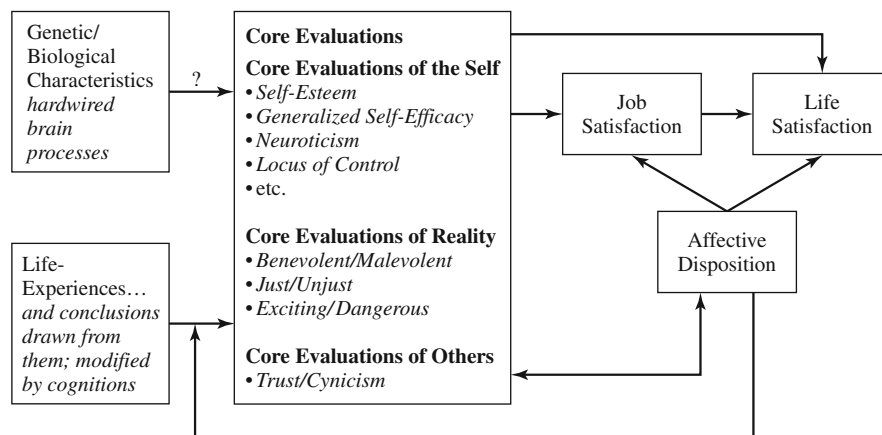 Genetic/
Biological
Characteristics
hardwired
brain
processes
?
Life-
Experiences…
and conclusions
drawn from
them; modified
by cognitions
Core Evaluations
Core Evaluations of the Self
• Self-Esteem
• Generalized Self-Efficacy
• Neuroticism
• Locus of Control
• etc.
Core Evaluations of Reality
• Benevolent/Malevolent
• Just/Unjust
• Exciting/Dangerous
Core Evaluations of Others
• Trust/Cynicism
Job
Satisfaction
Life
Satisfaction
Affective
Disposition